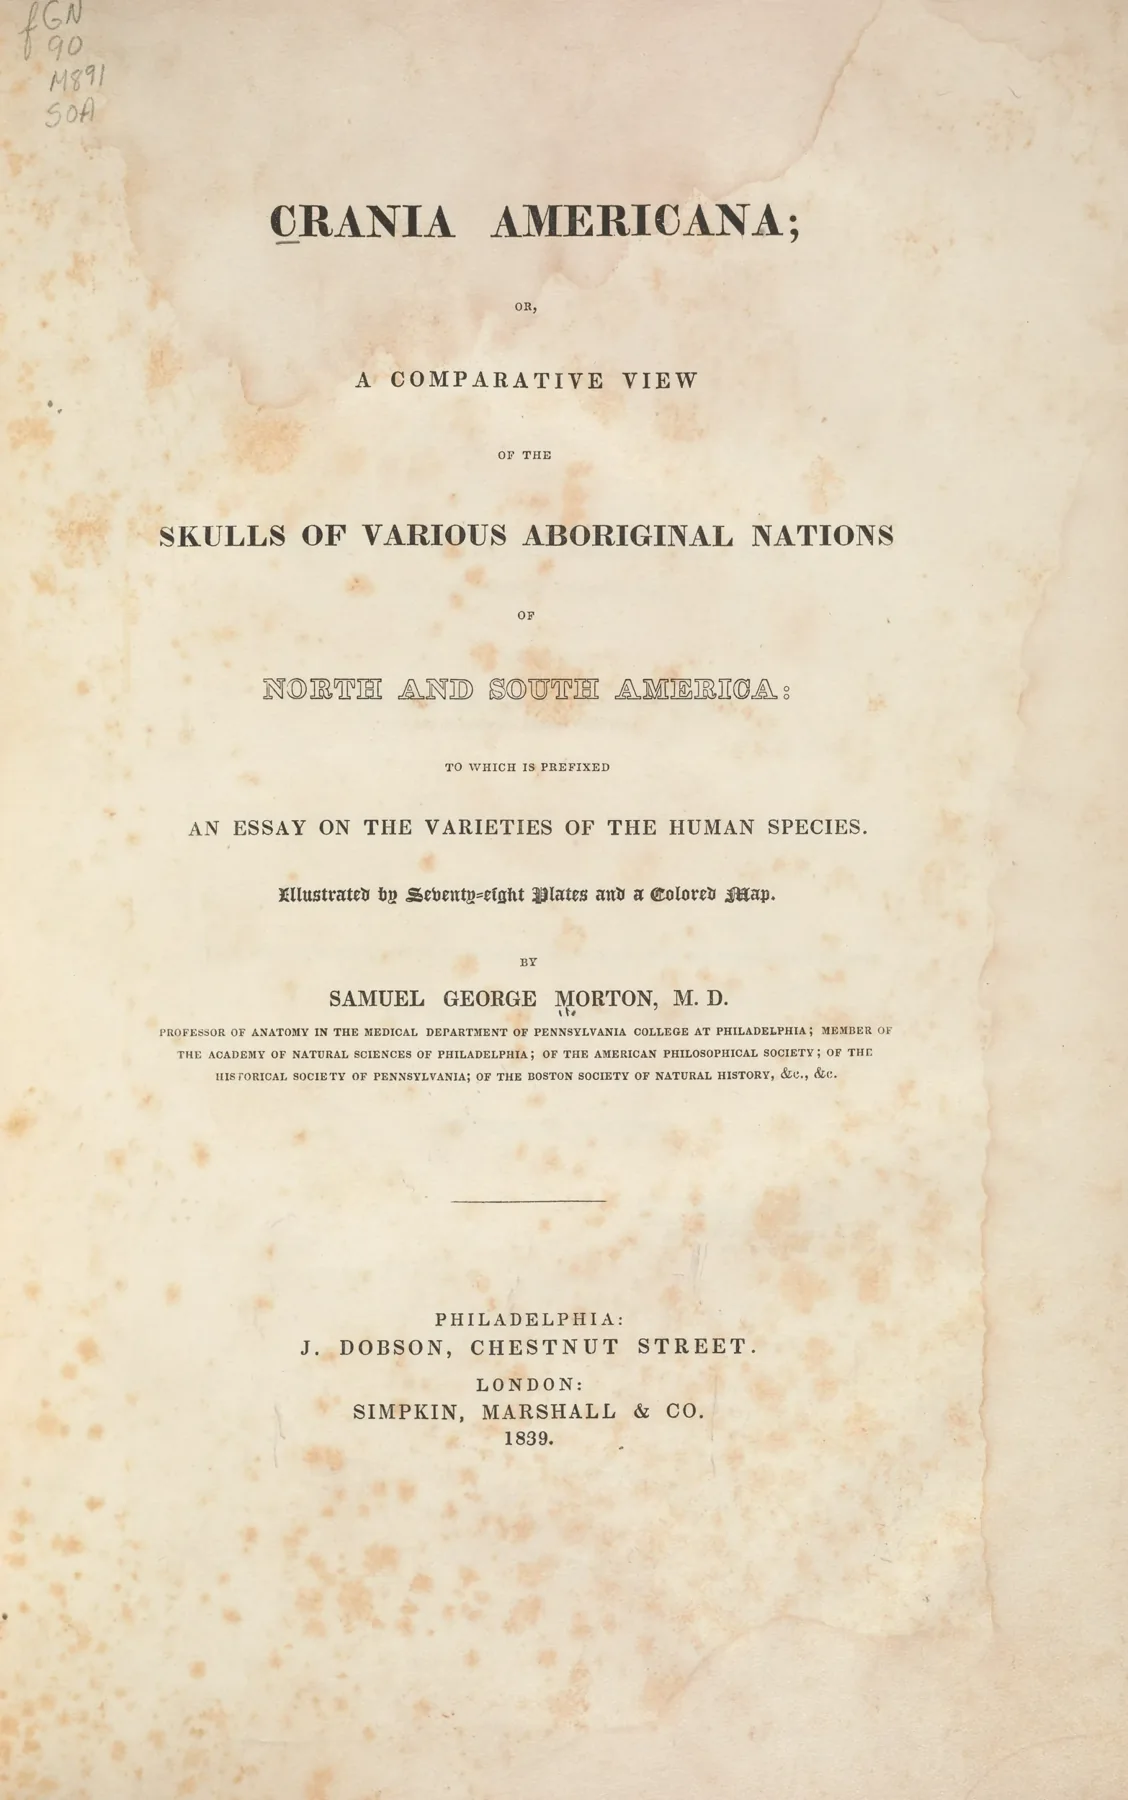 fGN
90
M891
SOA
CRANIA AMERICANA;
OR,
A COMPARATIVE VIEW
OF THE
SKULLS OF VARIOUS ABORIGINAL NATIONS
OF
NORTH AND SOUTH AMERICA:
TO WHICH IS PREFIXED
AN ESSAY ON THE VARIETIES OF THE HUMAN SPECIES.
Illustrated by Seventy=eight Plates and a Colored Map.
BY
SAMUEL GEORGE MORTON, M. D.
PROFESSOR OF ANATOMY IN THE MEDICAL DEPARTMENT OF PENNSYLVANIA COLLEGE AT PHILADELPHIA; MEMBER OF
THE ACADEMY OF NATURAL SCIENCES OF PHILADELPHIA; OF THE AMERICAN PHILOSOPHICAL SOCIETY; OF THE
HISTORICAL SOCIETY OF PENNSYLVANIA; OF THE BOSTON SOCIETY OF NATURAL HISTORY, &c., &c.
PHILADELPHIA:
J. DOBSON, CHESTNUT STREET.
LONDON:
SIMPKIN, MARSHALL & CO.
1839.